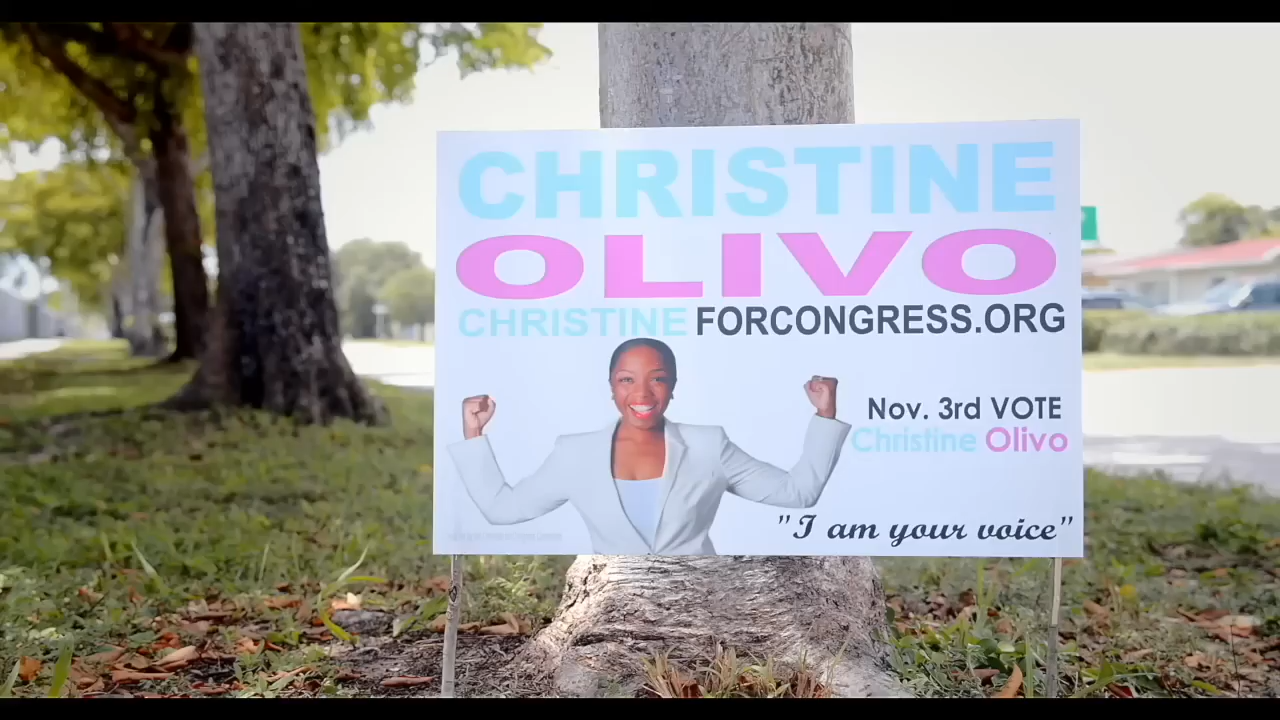 CHRISTINE
OLIVO
CHRISTINEFORCONGRESS.ORG
Nov. 3rd VOTE
Christine Olivo
"I am your voice"